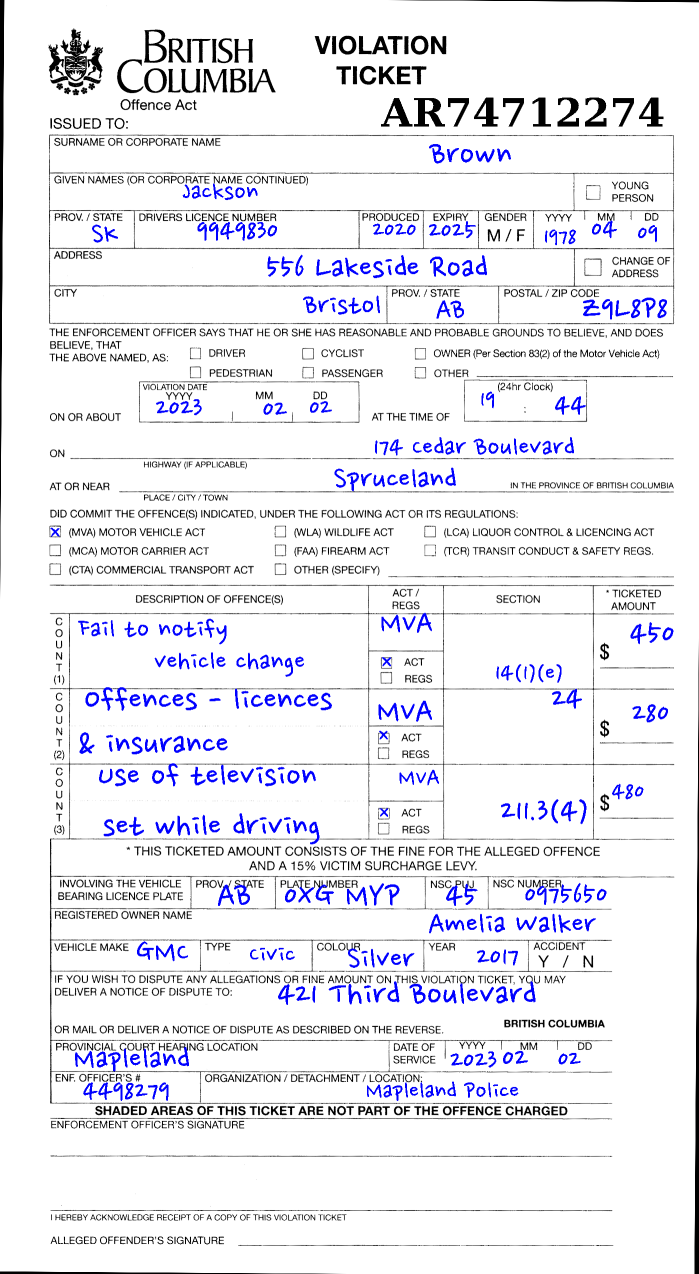 BRITISH COLUMBIA
Offence Act
VIOLATION TICKET
AR74712274
ISSUED TO:
SURNAME OR CORPORATE NAME
Brown
GIVEN NAMES (OR CORPORATE NAME CONTINUED)
Jackson
YOUNG PERSON
PROV. / STATE DRIVERS LICENCE NUMBER PRODUCED EXPIRY GENDER YYYY MM DD
SK 9949830 2020 2025 M / F 1978 04 09
ADDRESS
556 Lakeside Road
CHANGE OF ADDRESS
CITY PROV. / STATE POSTAL / ZIP CODE
Bristol AB Z9L8P8
THE ENFORCEMENT OFFICER SAYS THAT HE OR SHE HAS REASONABLE AND PROBABLE GROUNDS TO BELIEVE, AND DOES
BELIEVE, THAT
THE ABOVE NAMED, AS: DRIVER CYCLIST OWNER (Per Section 83(2) of the Motor Vehicle Act)
PEDESTRIAN PASSENGER OTHER
VIOLATION DATE
YYYY MM DD (24hr Clock)
2023 02 02 19 : 44
ON OR ABOUT AT THE TIME OF
ON 174 Cedar Boulevard
HIGHWAY (IF APPLICABLE)
AT OR NEAR Spruceland IN THE PROVINCE OF BRITISH COLUMBIA
PLACE / CITY / TOWN
DID COMMIT THE OFFENCE(S) INDICATED, UNDER THE FOLLOWING ACT OR ITS REGULATIONS:
(MVA) MOTOR VEHICLE ACT (WLA) WILDLIFE ACT (LCA) LIQUOR CONTROL & LICENCING ACT
(MCA) MOTOR CARRIER ACT (FAA) FIREARM ACT (TCR) TRANSIT CONDUCT & SAFETY REGS.
(CTA) COMMERCIAL TRANSPORT ACT OTHER (SPECIFY)
DESCRIPTION OF OFFENCE(S) ACT / REGS SECTION * TICKETED AMOUNT
COUNT (1) Fail to notify MVA $ 450
vehicle change ACT 14(1)(e)
REGS
COUNT (2) Offences - licences MVA 24 $ 280
& insurance ACT
REGS
COUNT (3) Use of television MVA $ 480
set while driving ACT 211.3(4)
REGS
* THIS TICKETED AMOUNT CONSISTS OF THE FINE FOR THE ALLEGED OFFENCE
AND A 15% VICTIM SURCHARGE LEVY.
INVOLVING THE VEHICLE BEARING LICENCE PLATE PROV. / STATE PLATE NUMBER NSC PUJ NSC NUMBER
AB 0XG MYP 45 0975650
REGISTERED OWNER NAME
Amelia Walker
VEHICLE MAKE GMC TYPE Civic COLOUR Silver YEAR 2017 ACCIDENT Y / N
IF YOU WISH TO DISPUTE ANY ALLEGATIONS OR FINE AMOUNT ON THIS VIOLATION TICKET, YOU MAY
DELIVER A NOTICE OF DISPUTE TO: 421 Third Boulevard
BRITISH COLUMBIA
OR MAIL OR DELIVER A NOTICE OF DISPUTE AS DESCRIBED ON THE REVERSE.
PROVINCIAL COURT HEARING LOCATION DATE OF SERVICE YYYY MM DD
Mapleland 2023 02 02
ENF. OFFICER'S # ORGANIZATION / DETACHMENT / LOCATION:
4498279 Mapleland Police
SHADED AREAS OF THIS TICKET ARE NOT PART OF THE OFFENCE CHARGED
ENFORCEMENT OFFICER'S SIGNATURE
I HEREBY ACKNOWLEDGE RECEIPT OF A COPY OF THIS VIOLATION TICKET
ALLEGED OFFENDER'S SIGNATURE